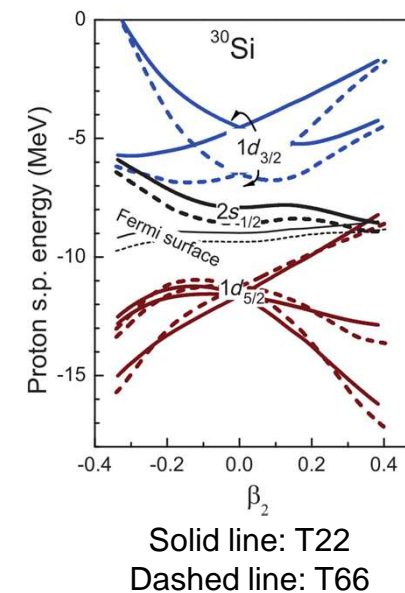 ³⁰Si
0
-5
-10
-15
Proton s.p. energy (MeV)
1d₃/₂
2s₁/₂
Fermi surface
1d₅/₂
-0.4 -0.2 0.0 0.2 0.4
β₂
Solid line: T22
Dashed line: T66